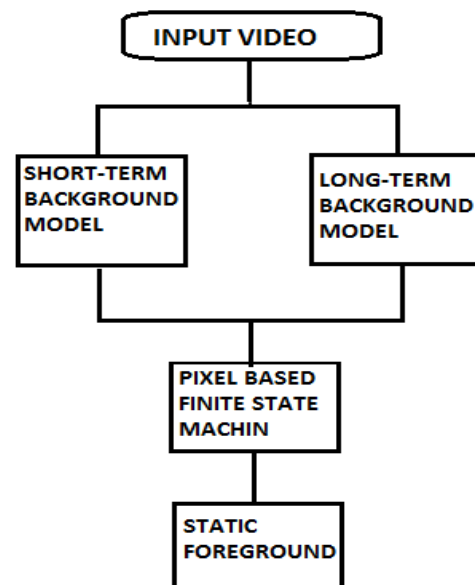 INPUT VIDEO
SHORT-TERM
BACKGROUND
MODEL
LONG-TERM
BACKGROUND
MODEL
PIXEL BASED
FINITE STATE
MACHIN
STATIC
FOREGROUND